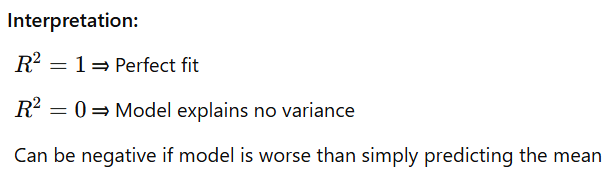 Interpretation:
R² = 1 ⇒ Perfect fit
R² = 0 ⇒ Model explains no variance
Can be negative if model is worse than simply predicting the mean